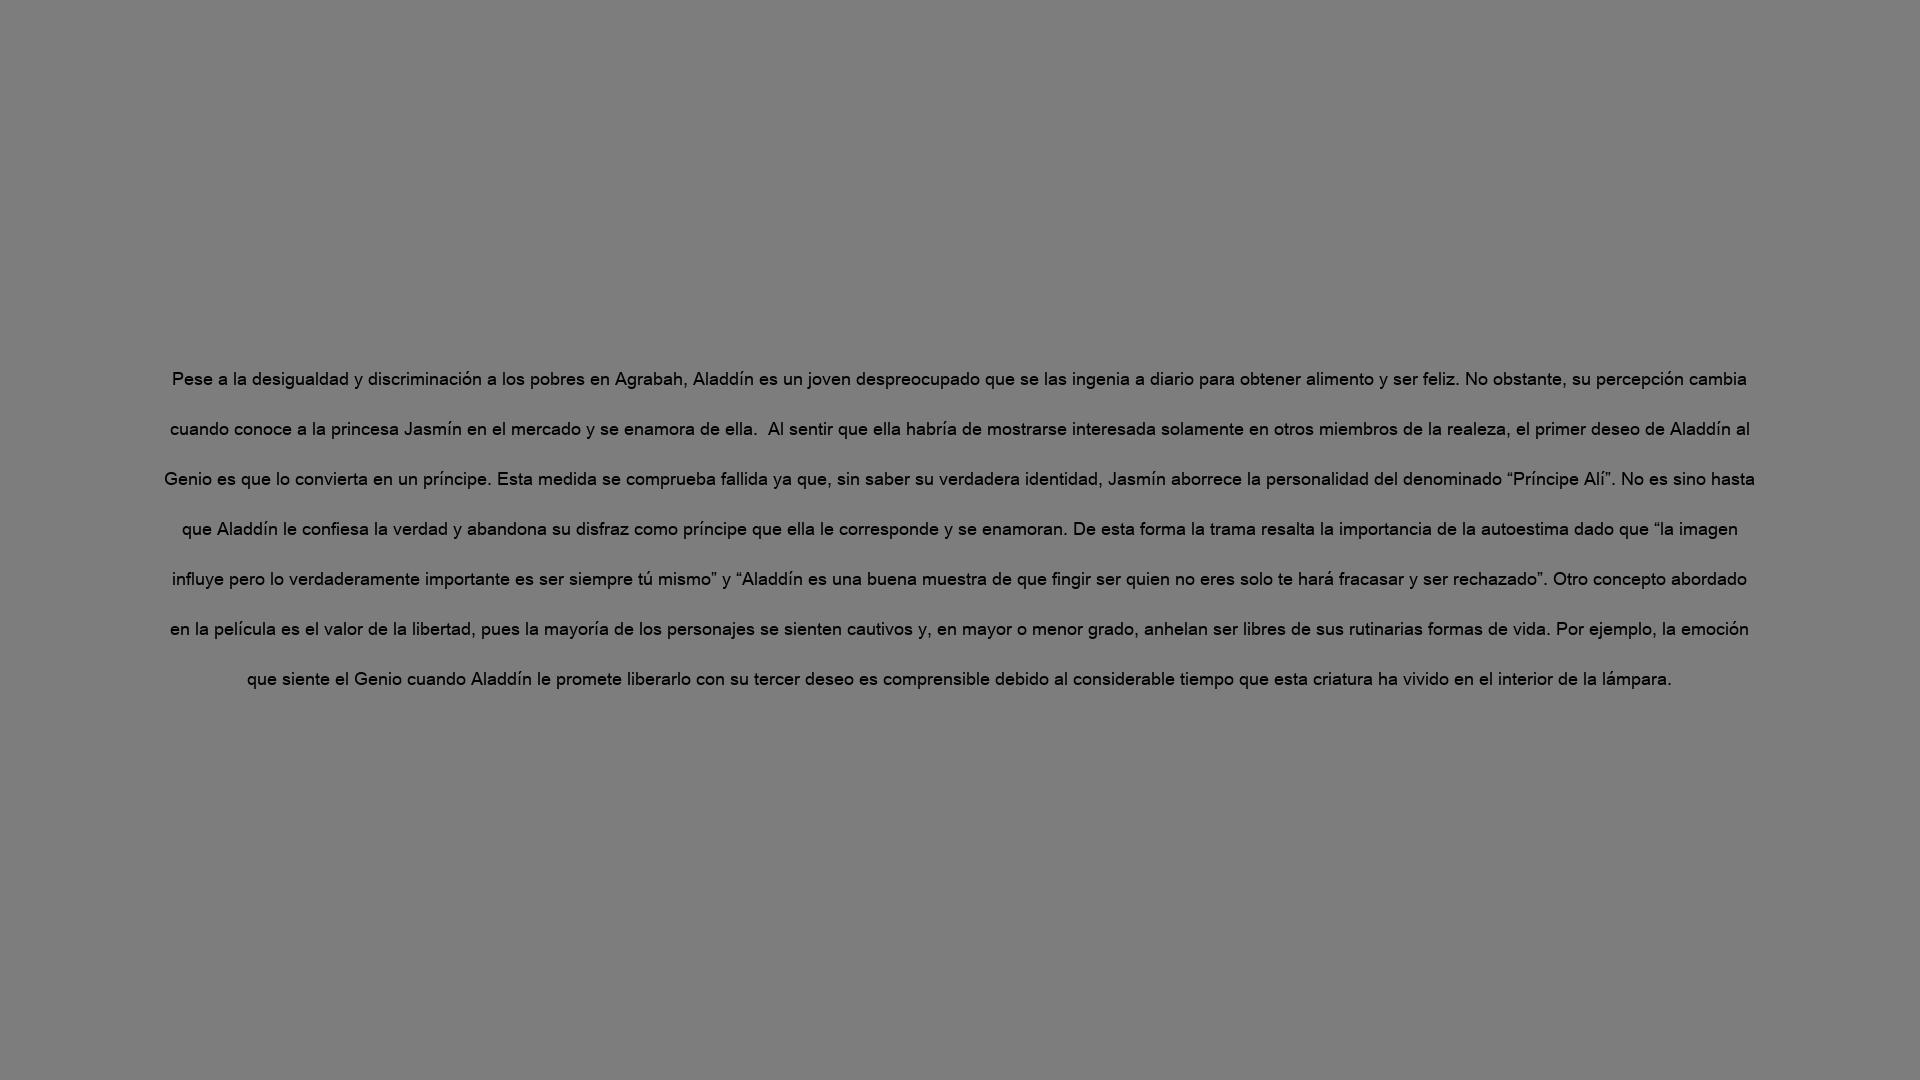 Pese a la desigualdad y discriminación a los pobres en Agrabah, Aladdín es un joven despreocupado que se las ingenia a diario para obtener alimento y ser feliz. No obstante, su percepción cambia
cuando conoce a la princesa Jasmín en el mercado y se enamora de ella.  Al sentir que ella habría de mostrarse interesada solamente en otros miembros de la realeza, el primer deseo de Aladdín al
Genio es que lo convierta en un príncipe. Esta medida se comprueba fallida ya que, sin saber su verdadera identidad, Jasmín aborrece la personalidad del denominado “Príncipe Alí”. No es sino hasta
que Aladdín le confiesa la verdad y abandona su disfraz como príncipe que ella le corresponde y se enamoran. De esta forma la trama resalta la importancia de la autoestima dado que “la imagen
influye pero lo verdaderamente importante es ser siempre tú mismo” y “Aladdín es una buena muestra de que fingir ser quien no eres solo te hará fracasar y ser rechazado”. Otro concepto abordado
en la película es el valor de la libertad, pues la mayoría de los personajes se sienten cautivos y, en mayor o menor grado, anhelan ser libres de sus rutinarias formas de vida. Por ejemplo, la emoción
que siente el Genio cuando Aladdín le promete liberarlo con su tercer deseo es comprensible debido al considerable tiempo que esta criatura ha vivido en el interior de la lámpara.